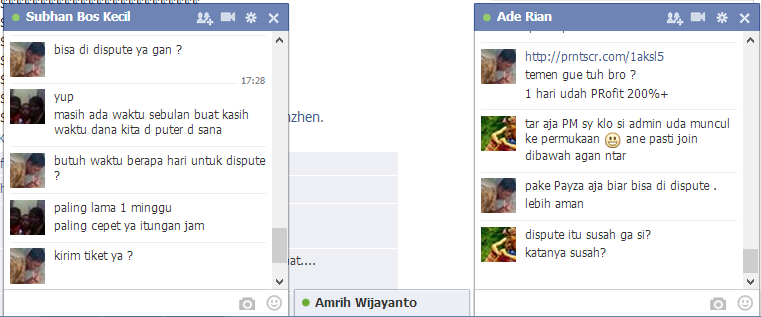 Subhan Bos Kecil
bisa di dispute ya gan ?
17:28
yup
masih ada waktu sebulan buat kasih
waktu dana kita d puter d sana
butuh waktu berapa hari untuk dispute
?
paling lama 1 minggu
paling cepet ya itungan jam
kirim tiket ya ?
nzhen.
at....
Amrih Wijayanto
Ade Rian
http://prntscr.com/1aksl5
temen gue tuh bro ?
1 hari udah PRofit 200%+
tar aja PM sy klo si admin uda muncul
ke permukaan 😃 ane pasti join
dibawah agan ntar
pake Payza aja biar bisa di dispute .
lebih aman
dispute itu susah ga si?
katanya susah?